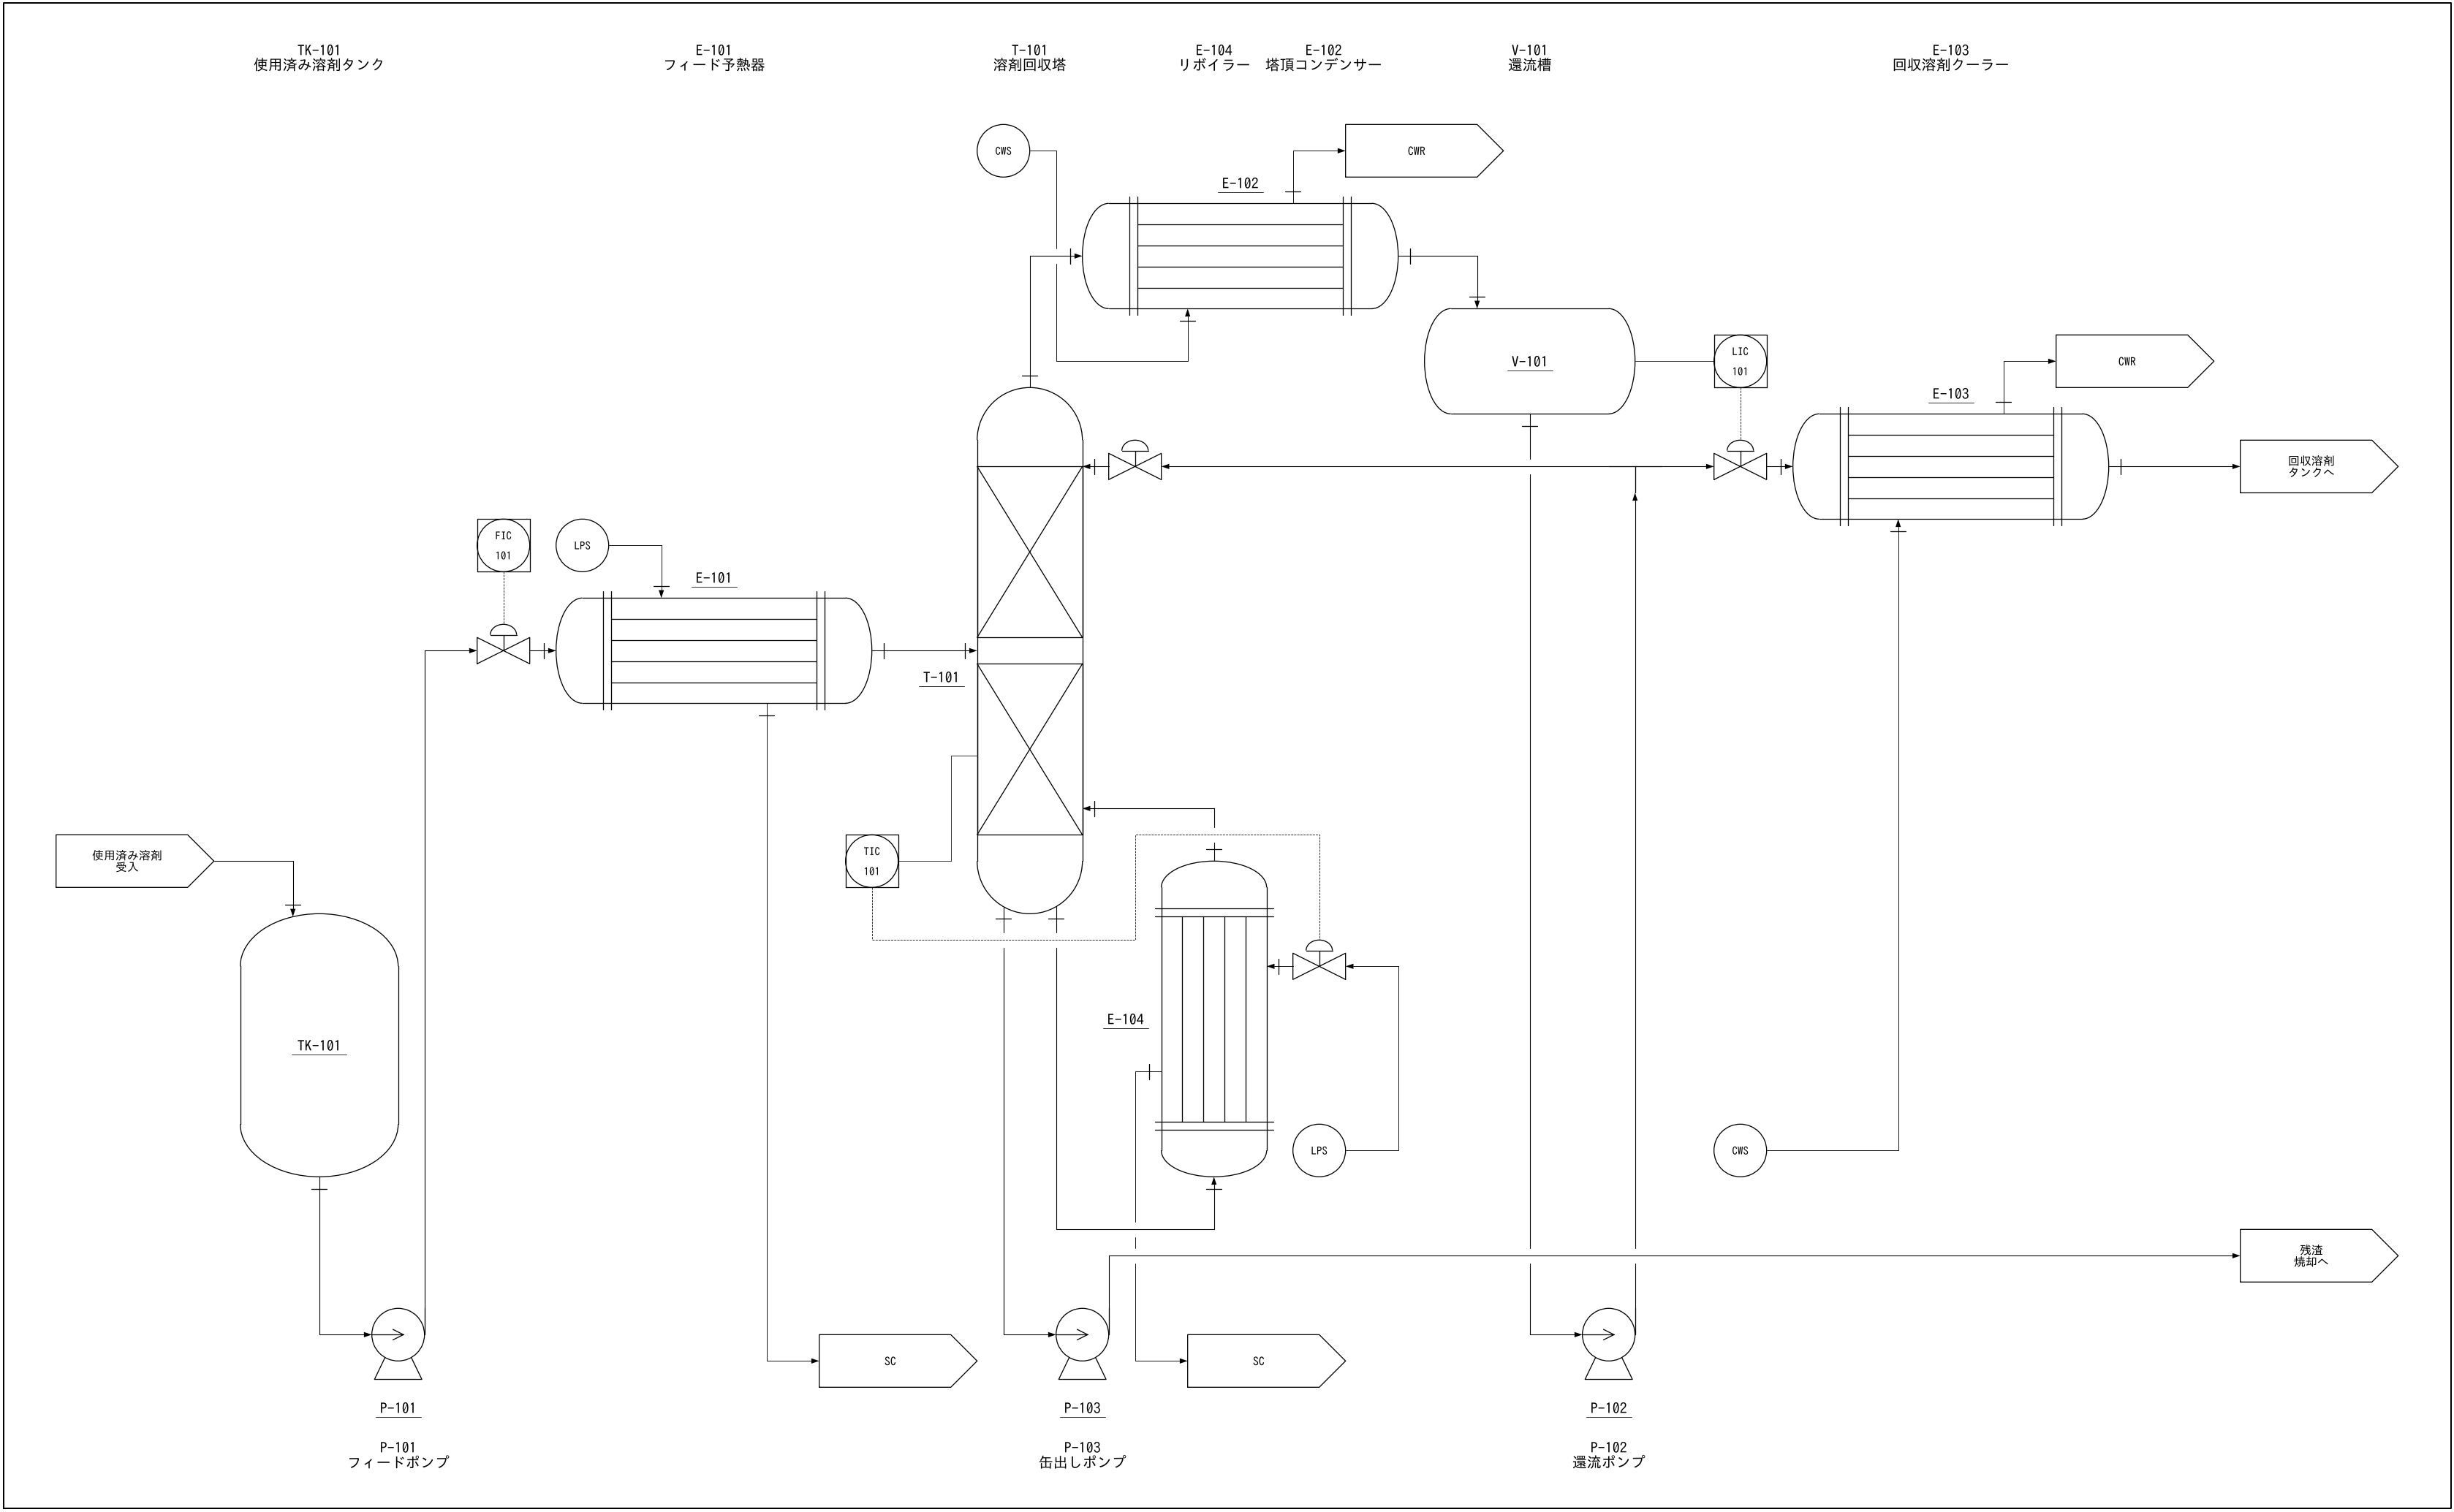 TK-101
使用済み溶剤タンク
E-101
フィード予熱器
T-101
溶剤回収塔
E-104
リボイラー
E-102
塔頂コンデンサー
V-101
還流槽
E-103
回収溶剤クーラー
CWS
CWR
E-102
V-101
LIC
101
CWR
E-103
回収溶剤
タンクへ
FIC
101
LPS
E-101
T-101
TIC
101
使用済み溶剤
受入
TK-101
E-104
LPS
CWS
残渣
焼却へ
SC
SC
P-101
P-103
P-102
P-101
フィードポンプ
P-103
缶出しポンプ
P-102
還流ポンプ